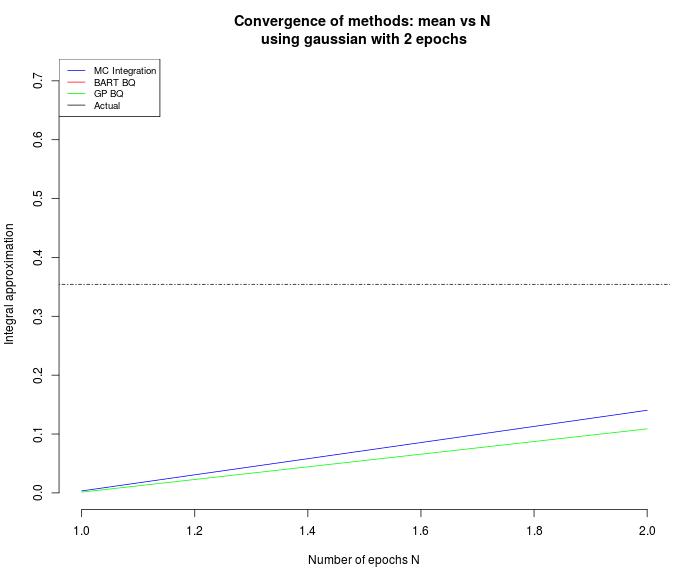 Convergence of methods: mean vs N
using gaussian with 2 epochs
MC Integration
BART BQ
GP BQ
Actual
0.7
0.6
0.5
0.4
0.3
0.2
0.1
0.0
Integral approximation
1.0 1.2 1.4 1.6 1.8 2.0
Number of epochs N